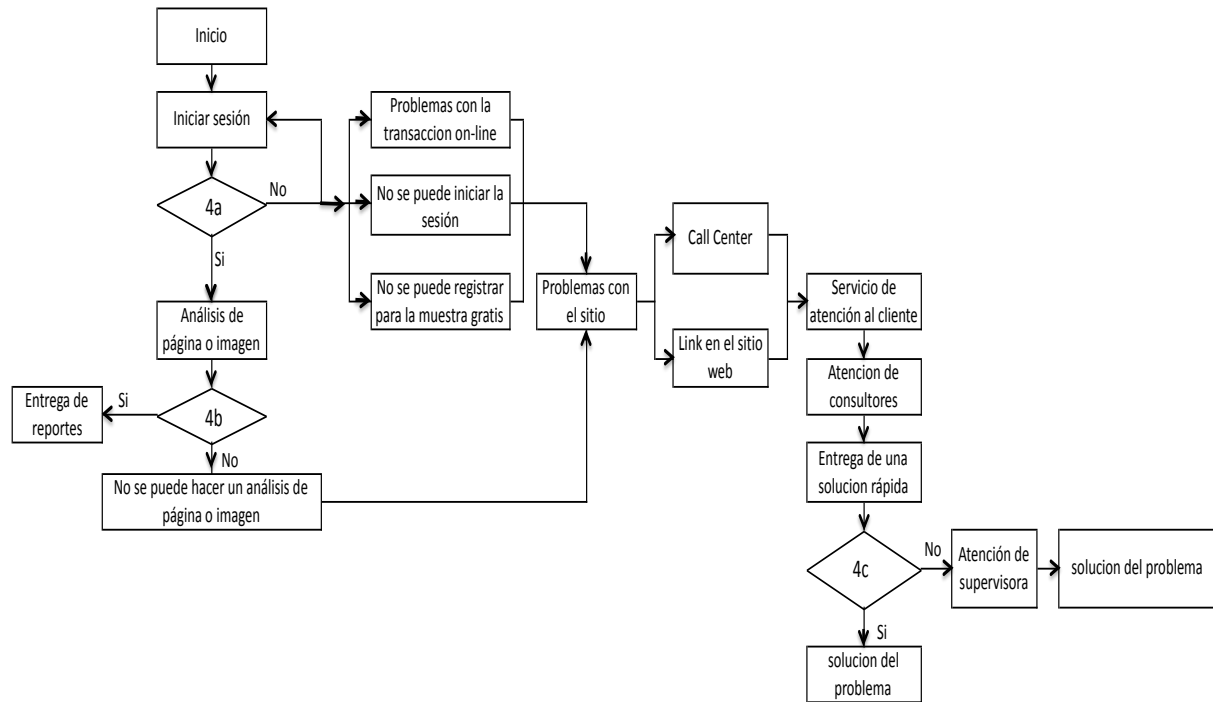 Inicio
Iniciar sesión
4a
No
Si
Problemas con la
transaccion on-line
No se puede iniciar la
sesión
No se puede registrar
para la muestra gratis
Análisis de
página o imagen
4b
Si
Entrega de
reportes
No
No se puede hacer un análisis de
página o imagen
Problemas con
el sitio
Call Center
Link en el sitio
web
Servicio de
atención al cliente
Atencion de
consultores
Entrega de una
solucion rápida
4c
No
Atención de
supervisora
solucion del problema
Si
solucion del
problema